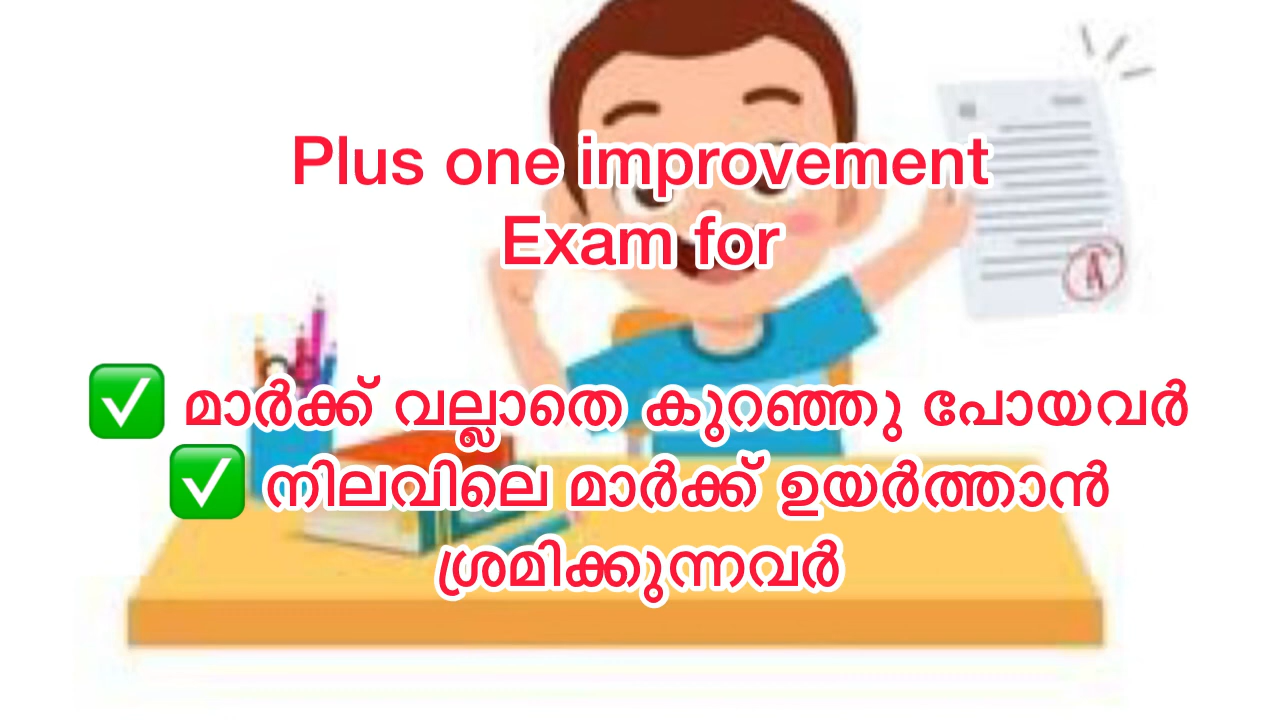 Plus one improvement
Exam for
✅ മാർക്ക് വല്ലാതെ കുറഞ്ഞു പോയവർ
✅ നിലവിലെ മാർക്ക് ഉയർത്താൻ
ശ്രമിക്കുന്നവർ
A